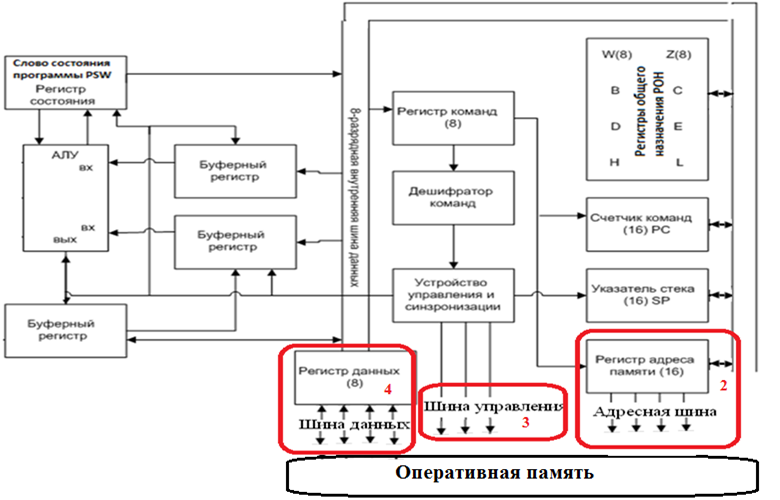 Слово состояния
программы PSW
Регистр
состояния
АЛУ
вх
вх
вых
Буферный
регистр
Буферный
регистр
Буферный
регистр
8-разрядная внутренняя шина данных
Регистр команд
(8)
Дешифратор
команд
Устройство
управления и
синхронизации
W(8) Z(8)
B C
D E
H L
Регистры общего
назначения РОН
Счетчик команд
(16) PC
Указатель стека
(16) SP
Регистр адреса
памяти (16)
2
Адресная шина
Регистр данных
(8)
4
Шина данных
Шина управления
3
Оперативная память